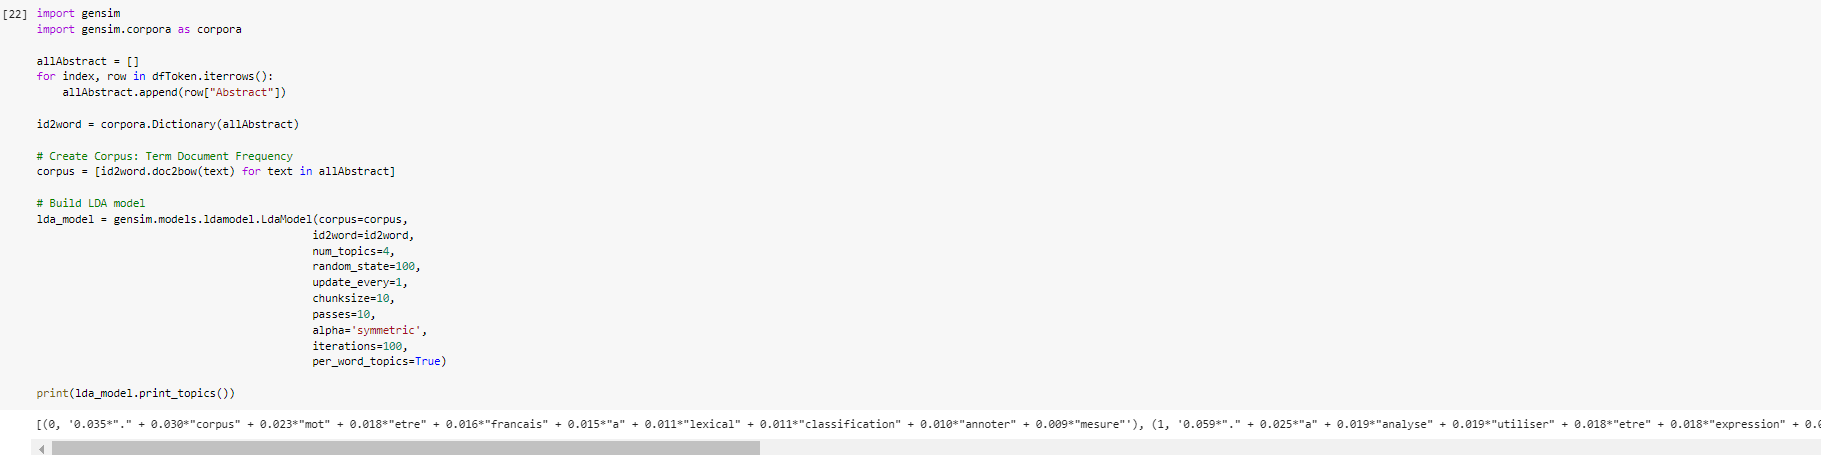 [22] import gensim
import gensim.corpora as corpora
allAbstract = []
for index, row in dfToken.iterrows():
allAbstract.append(row["Abstract"])
id2word = corpora.Dictionary(allAbstract)
# Create Corpus: Term Document Frequency
corpus = [id2word.doc2bow(text) for text in allAbstract]
# Build LDA model
lda_model = gensim.models.ldamodel.LdaModel(corpus=corpus,
id2word=id2word,
num_topics=4,
random_state=100,
update_every=1,
chunksize=10,
passes=10,
alpha='symmetric',
iterations=100,
per_word_topics=True)
print(lda_model.print_topics())
[(0, '0.035*"." + 0.030*"corpus" + 0.023*"mot" + 0.018*"etre" + 0.016*"francais" + 0.015*"a" + 0.011*"lexical" + 0.011*"classification" + 0.010*"annoter" + 0.009*"mesure"'), (1, '0.059*"." + 0.025*"a" + 0.019*"analyse" + 0.019*"utiliser" + 0.018*"etre" + 0.018*"expression" +